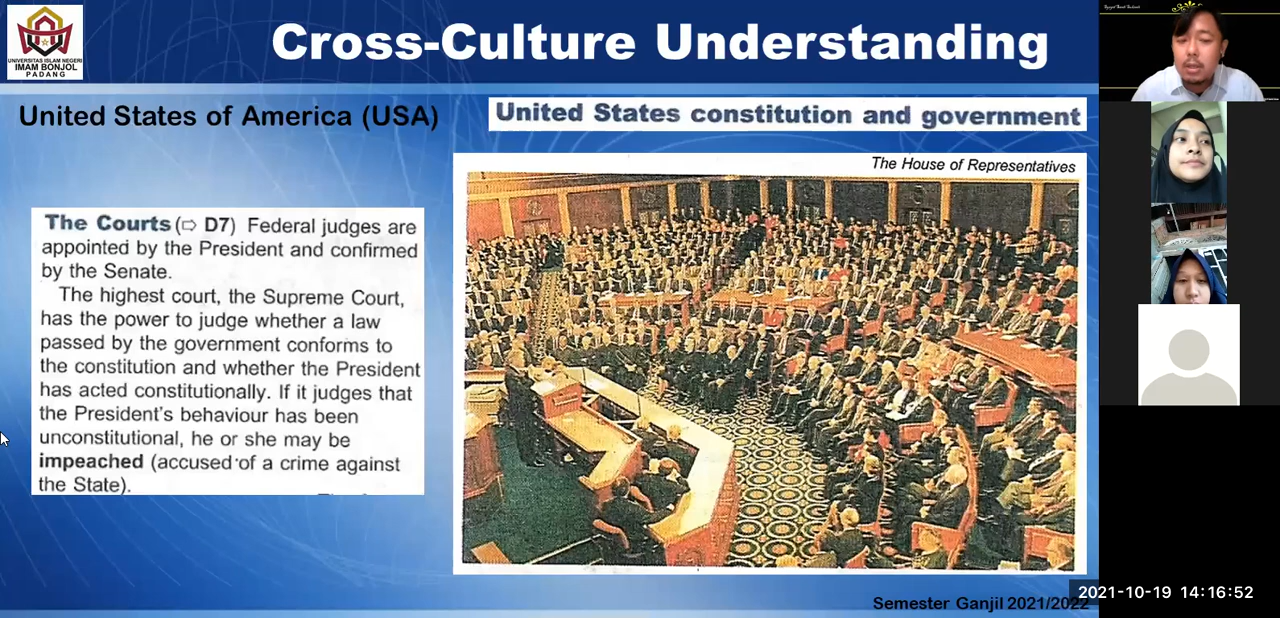 UNIVERSITAS ISLAM NEGERI
IMAM BONJOL
PADANG
Cross-Culture Understanding
United States of America (USA)
United States constitution and government
The House of Representatives
The Courts (⇨ D7) Federal judges are
appointed by the President and confirmed
by the Senate.
The highest court, the Supreme Court,
has the power to judge whether a law
passed by the government conforms to
the constitution and whether the President
has acted constitutionally. If it judges that
the President's behaviour has been
unconstitutional, he or she may be
impeached (accused of a crime against
the State).
Semester Ganjil 2021/2022
2021-10-19 14:16:52